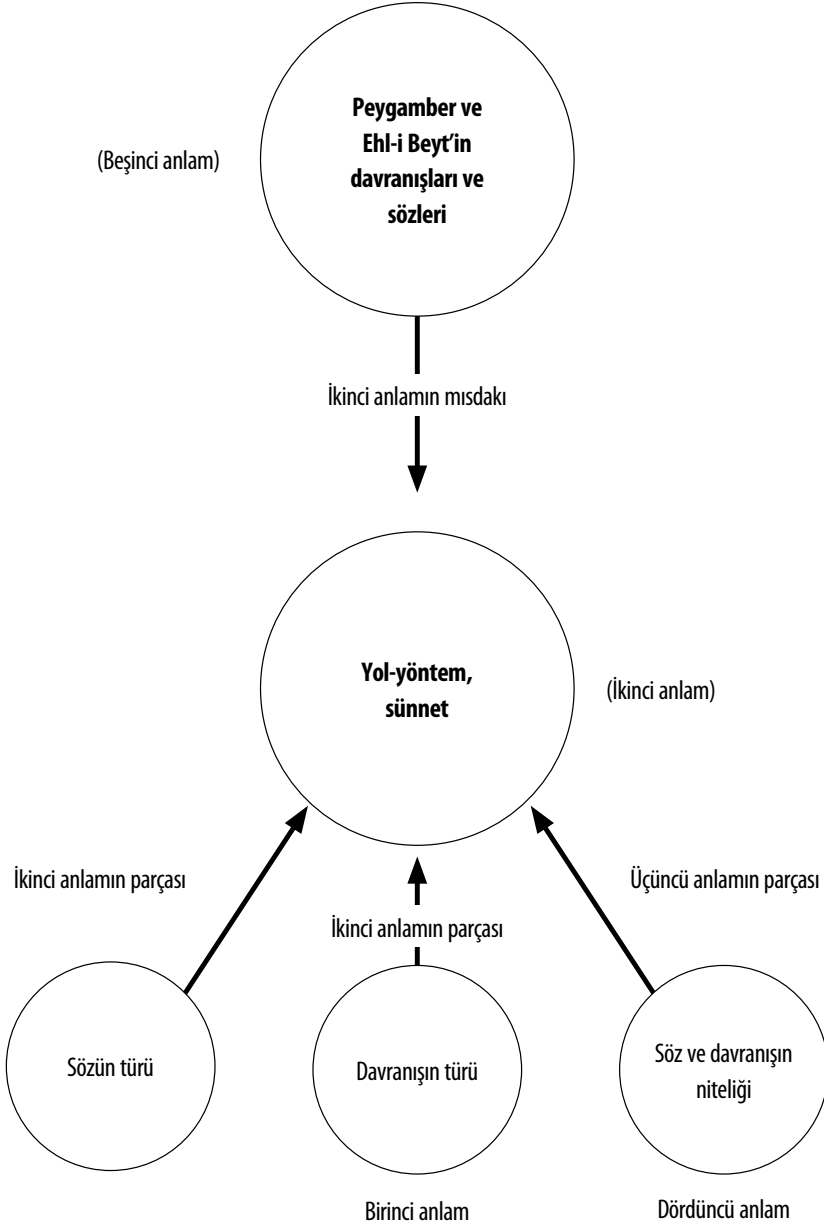 Peygamber ve
Ehl-i Beyt’in
davranışları ve
sözleri
(Beşinci anlam)
İkinci anlamın mısdakı
Yol-yöntem,
sünnet
(İkinci anlam)
İkinci anlamın parçası
Üçüncü anlamın parçası
İkinci anlamın parçası
Sözün türü
Davranışın türü
Söz ve davranışın
niteliği
Birinci anlam
Dördüncü anlam